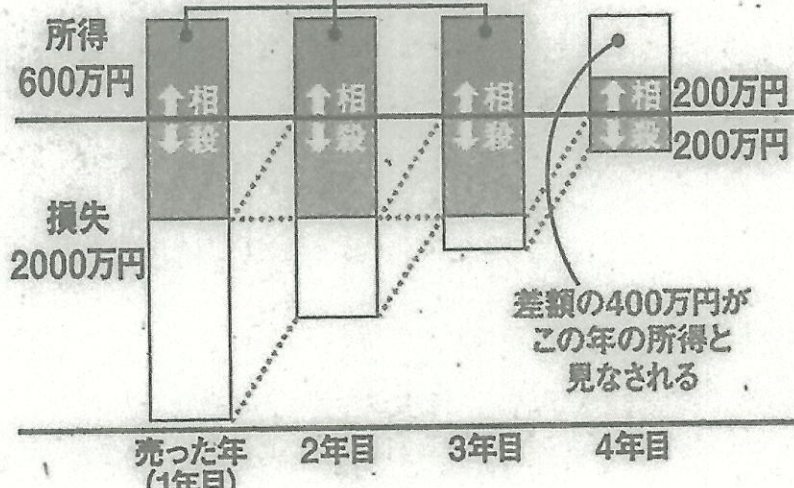 所得
600万円
相
殺
相
殺
相
殺
相
殺
200万円
200万円
損失
2000万円
差額の400万円が
この年の所得と
見なされる
売った年
(1年目)
2年目
3年目
4年目